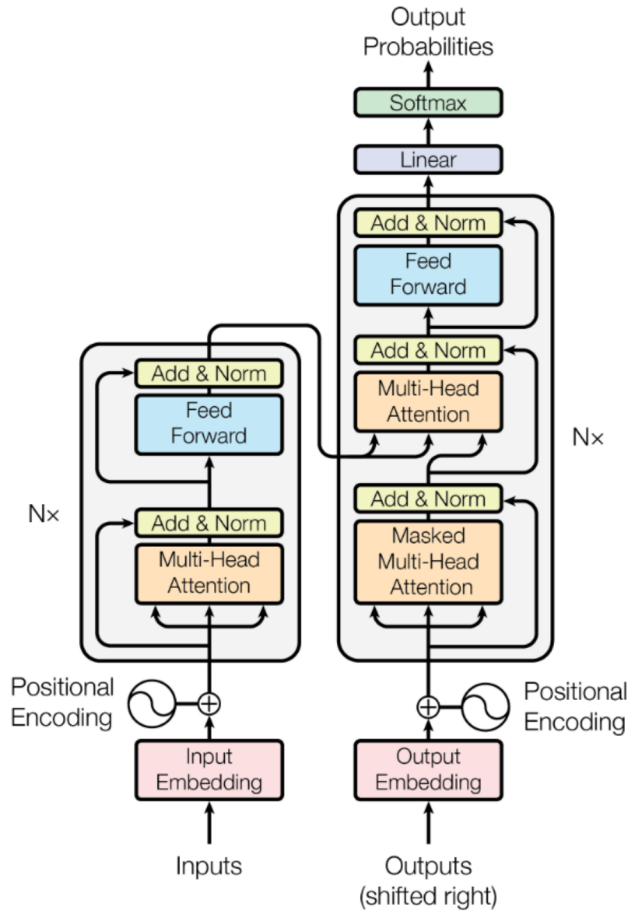 Output
Probabilities
Softmax
Linear
Add & Norm
Feed
Forward
Add & Norm
Multi-Head
Attention
Nx
Add & Norm
Masked
Multi-Head
Attention
Add & Norm
Feed
Forward
Nx
Add & Norm
Multi-Head
Attention
Positional
Encoding
Positional
Encoding
Input
Embedding
Output
Embedding
Inputs
Outputs
(shifted right)